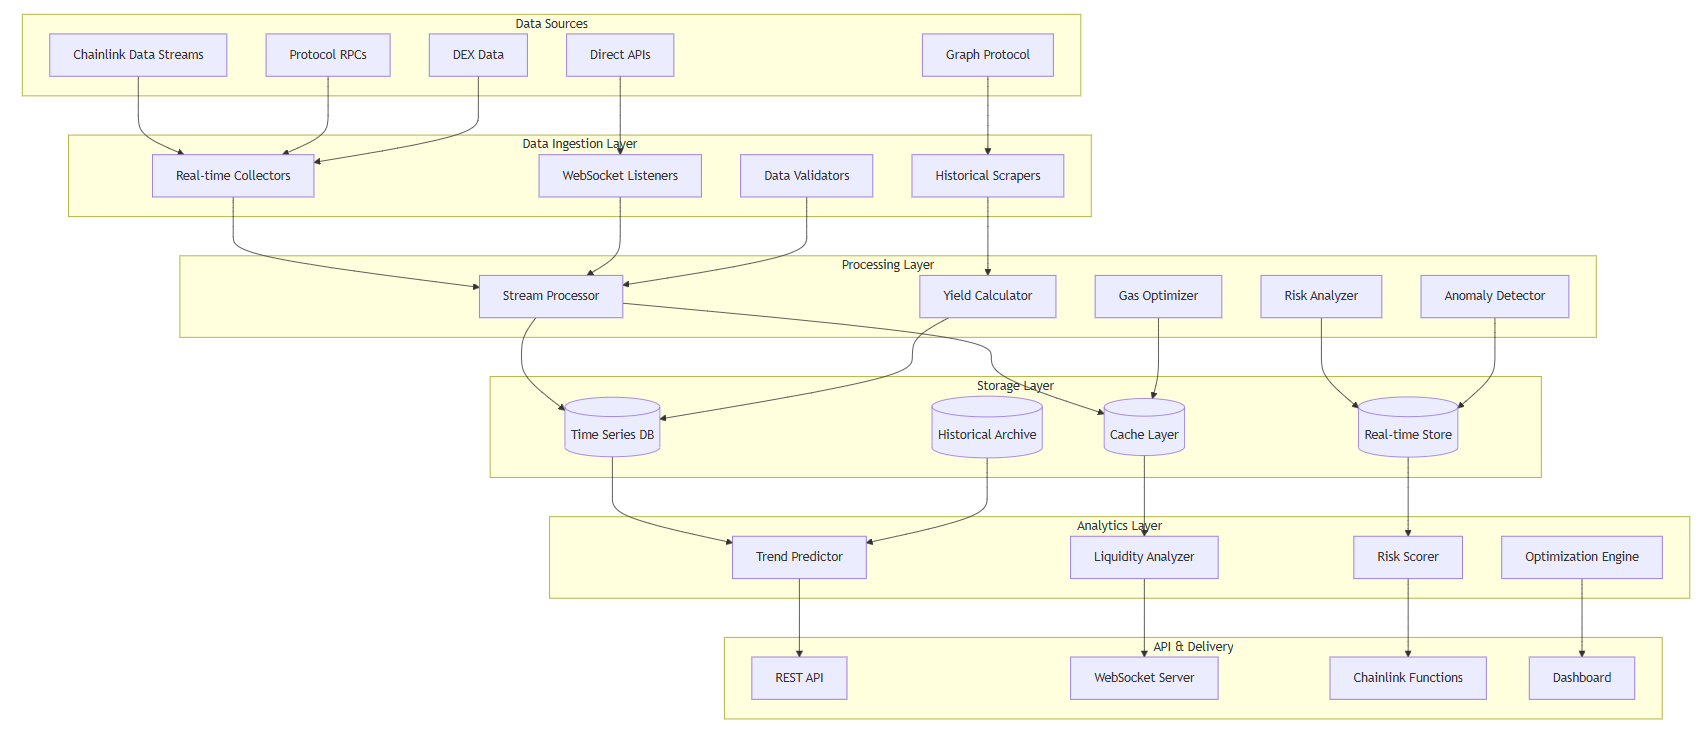 Data Sources
Chainlink Data Streams
Protocol RPCs
DEX Data
Direct APIs
Graph Protocol
Data Ingestion Layer
Real-time Collectors
WebSocket Listeners
Data Validators
Historical Scrapers
Processing Layer
Stream Processor
Yield Calculator
Gas Optimizer
Risk Analyzer
Anomaly Detector
Storage Layer
Time Series DB
Historical Archive
Cache Layer
Real-time Store
Analytics Layer
Trend Predictor
Liquidity Analyzer
Risk Scorer
Optimization Engine
API & Delivery
REST API
WebSocket Server
Chainlink Functions
Dashboard